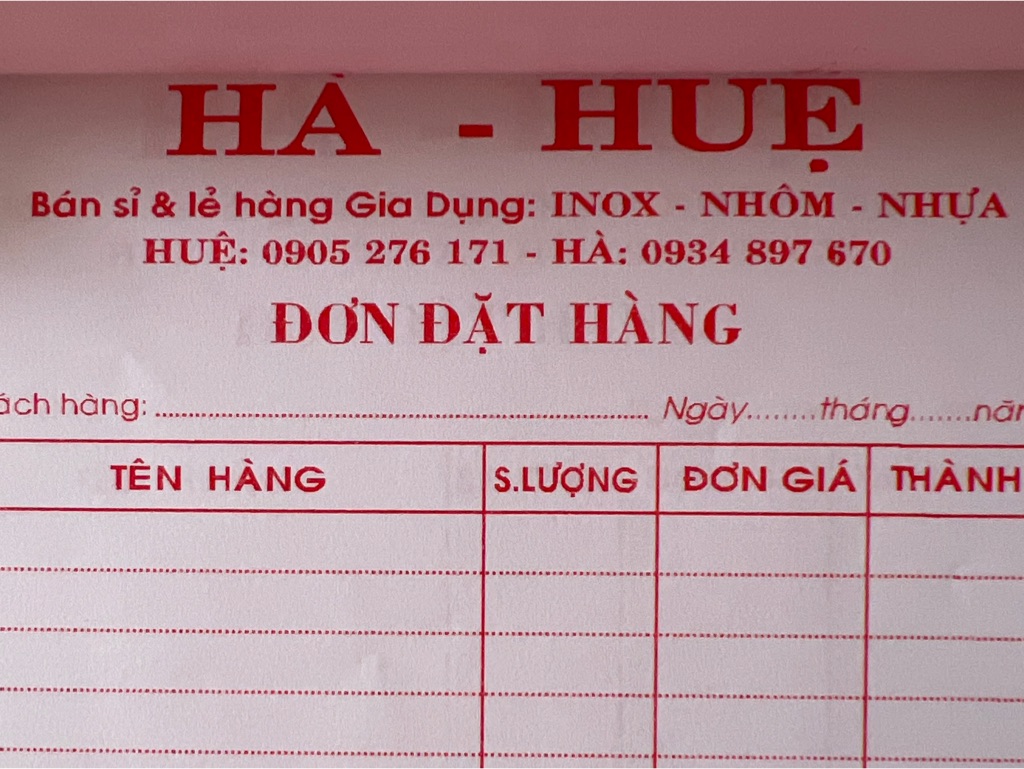 HÀ - HUỆ
Bán sỉ & lẻ hàng Gia Dụng: INOX - NHÔM - NHỰA
HUỆ: 0905 276 171 - HÀ: 0934 897 670
ĐƠN ĐẶT HÀNG
ách hàng: ........................ Ngày........tháng.......năm
TÊN HÀNG S.LƯỢNG ĐƠN GIÁ THÀNH